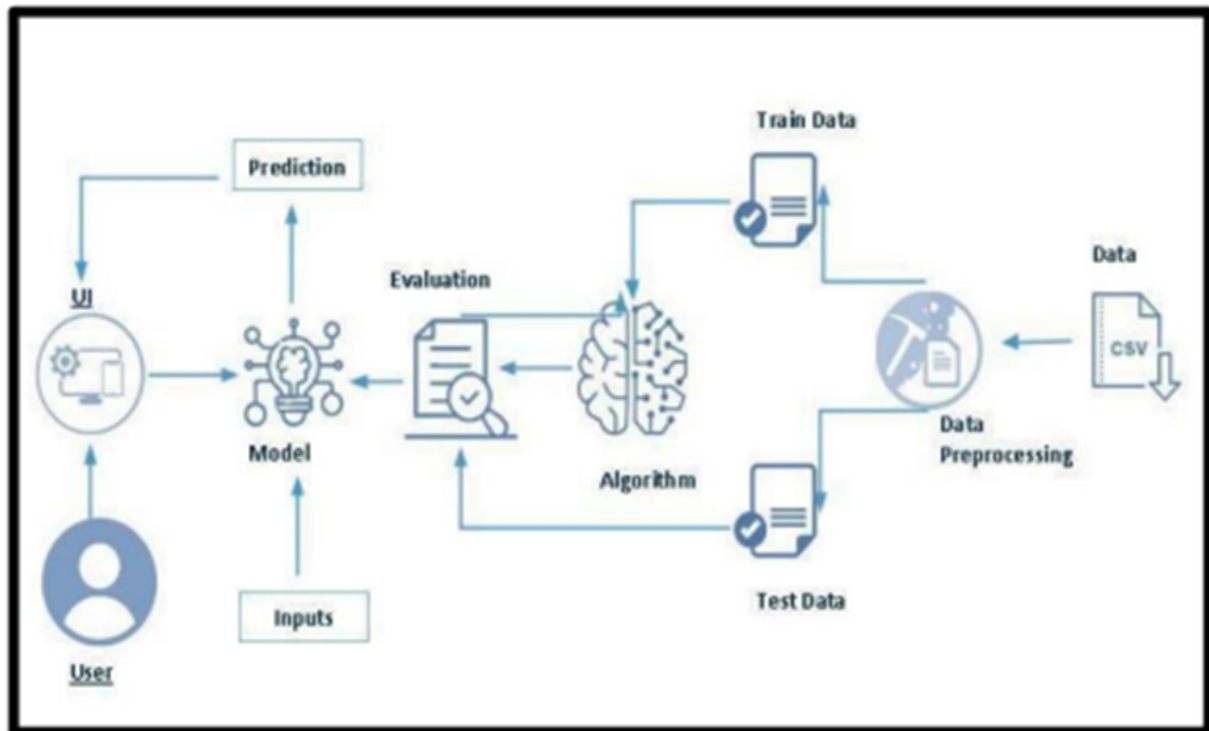 Train Data
Prediction
Data
Evaluation
UI
CSV
Data
Preprocessing
Model
Algorithm
Test Data
Inputs
User